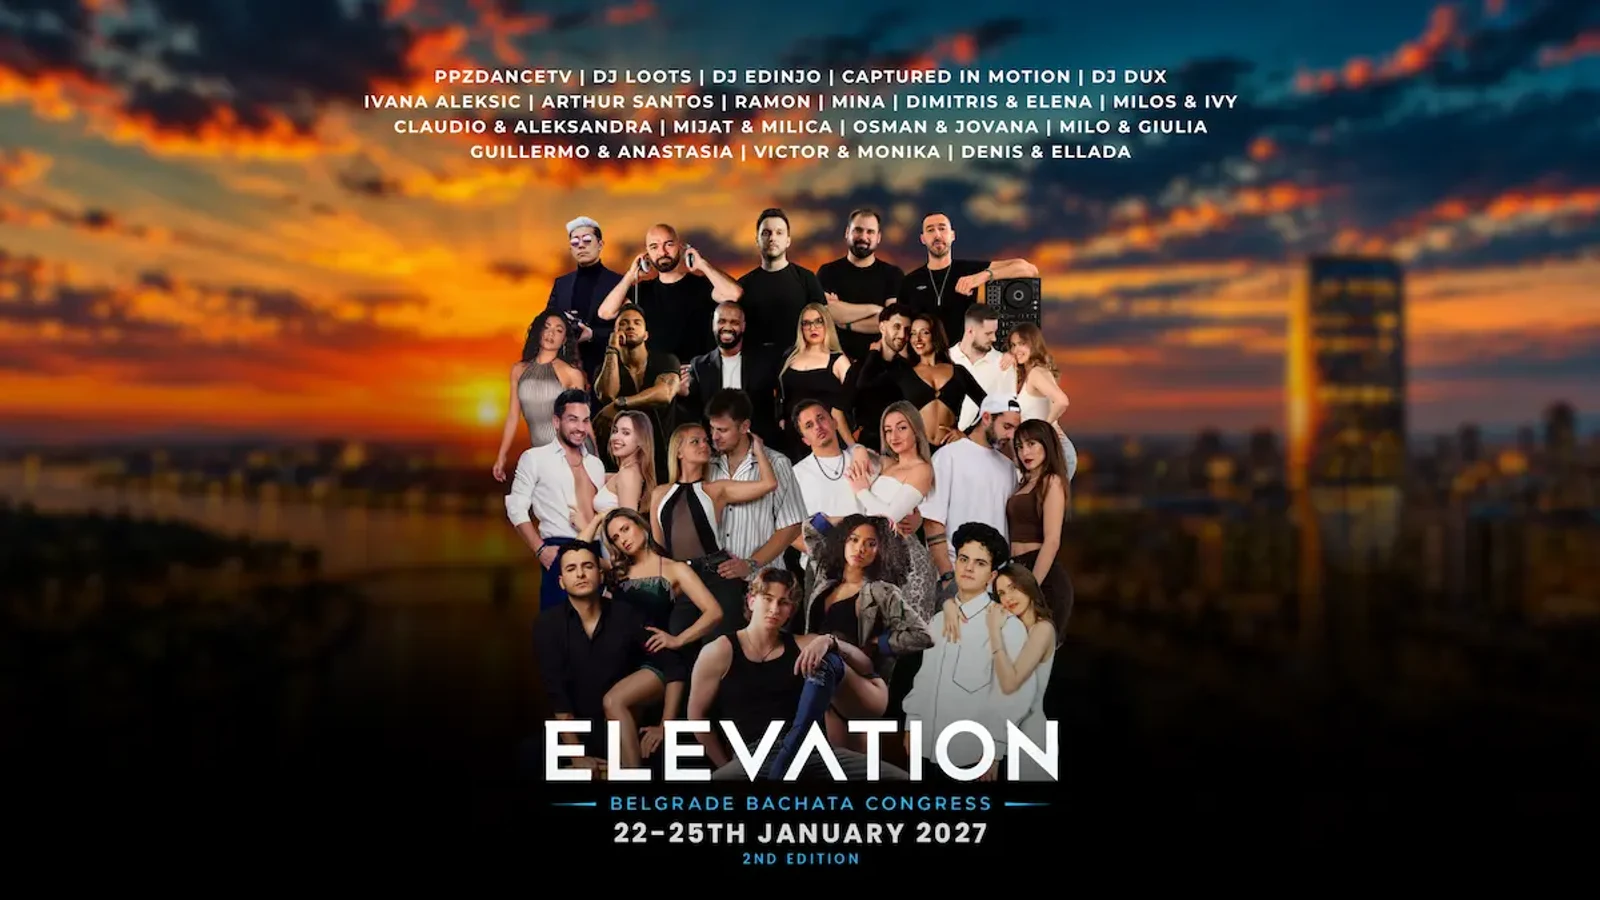 PPZDANCETV | DJ LOOTS | DJ EDINJO | CAPTURED IN MOTION | DJ DUX
IVANA ALEKSIC | ARTHUR SANTOS | RAMON | MINA | DIMITRIS & ELENA | MILOS & IVY
CLAUDIO & ALEKSANDRA | MIJAT & MILICA | OSMAN & JOVANA | MILO & GIULIA
GUILLERMO & ANASTASIA | VICTOR & MONIKA | DENIS & ELLADA
ELEVATION
BELGRADE BACHATA CONGRESS
22-25TH JANUARY 2027
2ND EDITION